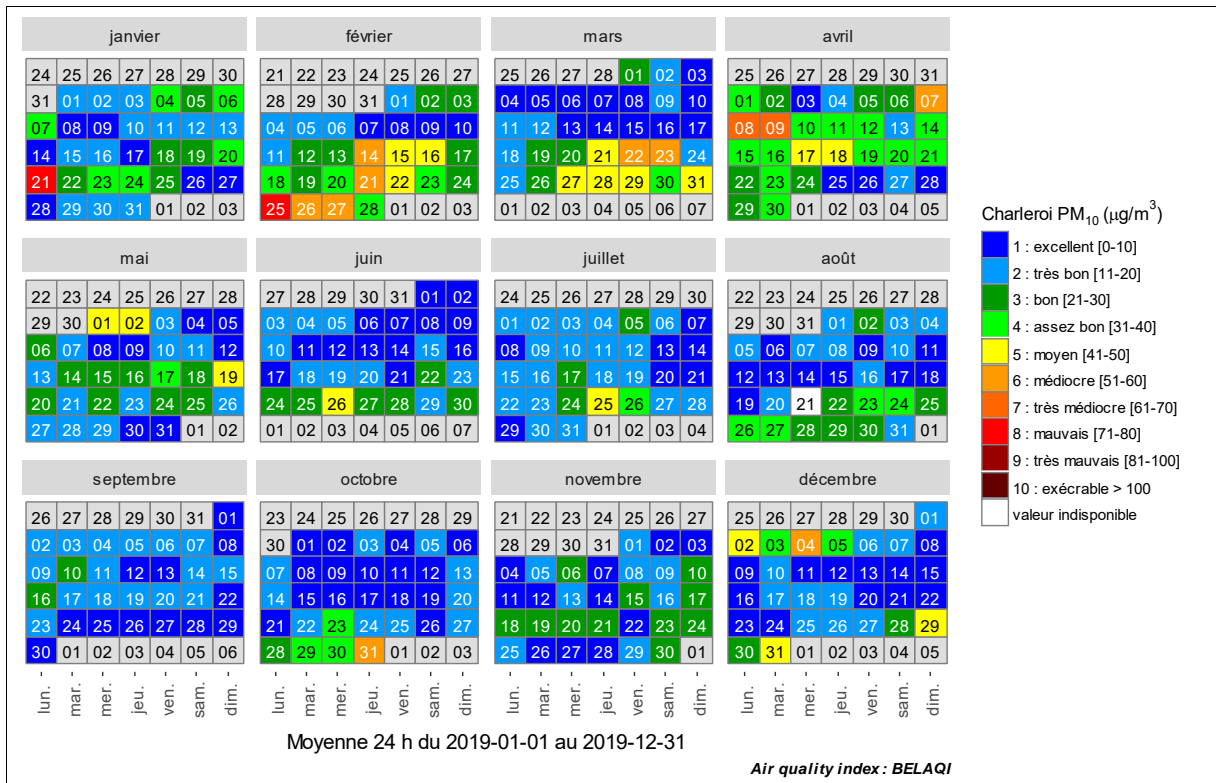 janvier février mars avril
24 25 26 27 28 29 30 21 22 23 24 25 26 27 25 26 27 28 01 02 03 25 26 27 28 29 30 31
31 01 02 03 04 05 06 28 29 30 31 01 02 03 04 05 06 07 08 09 10 01 02 03 04 05 06 07
07 08 09 10 11 12 13 04 05 06 07 08 09 10 11 12 13 14 15 16 17 08 09 10 11 12 13 14
14 15 16 17 18 19 20 11 12 13 14 15 16 17 18 19 20 21 22 23 24 15 16 17 18 19 20 21
21 22 23 24 25 26 27 18 19 20 21 22 23 24 25 26 27 28 29 30 31 22 23 24 25 26 27 28
28 29 30 31 01 02 03 25 26 27 28 01 02 03 01 02 03 04 05 06 07 29 30 01 02 03 04 05
mai juin juillet août
22 23 24 25 26 27 28 27 28 29 30 31 01 02 24 25 26 27 28 29 30 22 23 24 25 26 27 28
29 30 01 02 03 04 05 03 04 05 06 07 08 09 01 02 03 04 05 06 07 29 30 31 01 02 03 04
06 07 08 09 10 11 12 10 11 12 13 14 15 16 08 09 10 11 12 13 14 05 06 07 08 09 10 11
13 14 15 16 17 18 19 17 18 19 20 21 22 23 15 16 17 18 19 20 21 12 13 14 15 16 17 18
20 21 22 23 24 25 26 24 25 26 27 28 29 30 22 23 24 25 26 27 28 19 20 21 22 23 24 25
27 28 29 30 31 01 02 01 02 03 04 05 06 07 29 30 31 01 02 03 04 26 27 28 29 30 31 01
septembre octobre novembre décembre
26 27 28 29 30 31 01 23 24 25 26 27 28 29 21 22 23 24 25 26 27 25 26 27 28 29 30 01
02 03 04 05 06 07 08 30 01 02 03 04 05 06 28 29 30 31 01 02 03 02 03 04 05 06 07 08
09 10 11 12 13 14 15 07 08 09 10 11 12 13 04 05 06 07 08 09 10 09 10 11 12 13 14 15
16 17 18 19 20 21 22 14 15 16 17 18 19 20 11 12 13 14 15 16 17 16 17 18 19 20 21 22
23 24 25 26 27 28 29 21 22 23 24 25 26 27 18 19 20 21 22 23 24 23 24 25 26 27 28 29
30 01 02 03 04 05 06 28 29 30 31 01 02 03 25 26 27 28 29 30 01 30 31 01 02 03 04 05
lun. mar. mer. jeu. ven. sam. dim. lun. mar. mer. jeu. ven. sam. dim. lun. mar. mer. jeu. ven. sam. dim. lun. mar. mer. jeu. ven. sam. dim.
Moyenne 24 h du 2019-01-01 au 2019-12-31
Air quality index : BELAQI
Charleroi PM10 (μg/m3)
1 : excellent [0-10]
2 : très bon [11-20]
3 : bon [21-30]
4 : assez bon [31-40]
5 : moyen [41-50]
6 : médiocre [51-60]
7 : très médiocre [61-70]
8 : mauvais [71-80]
9 : très mauvais [81-100]
10 : exécrable > 100
valeur indisponible